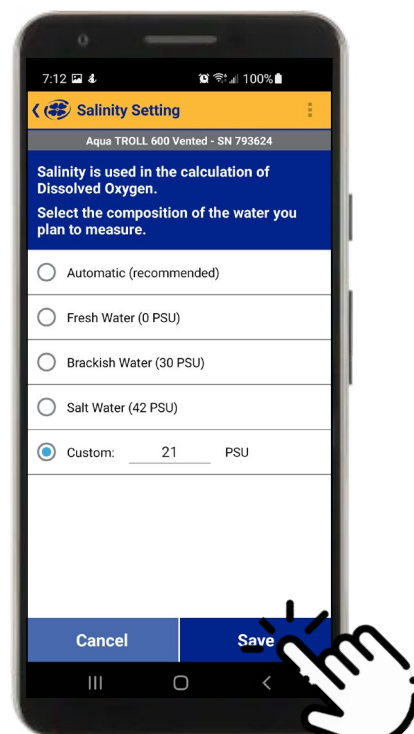 7:12 100%
Salinity Setting
Aqua TROLL 600 Vented - SN 793624
Salinity is used in the calculation of
Dissolved Oxygen.
Select the composition of the water you
plan to measure.
Automatic (recommended)
Fresh Water (0 PSU)
Brackish Water (30 PSU)
Salt Water (42 PSU)
Custom: 21 PSU
Cancel Save